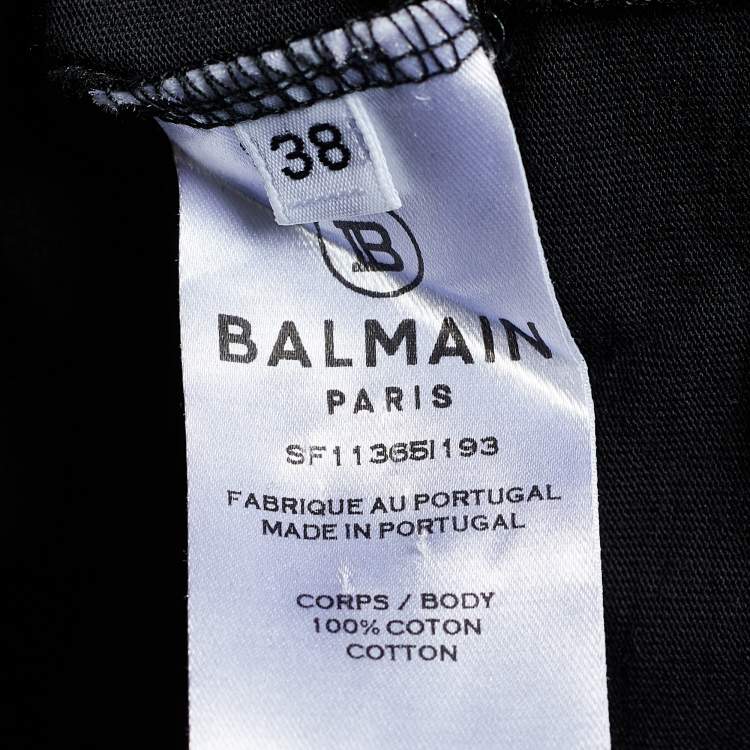 38
B
BALMAIN
PARIS
SF11365I193
FABRIQUE AU PORTUGAL
MADE IN PORTUGAL
CORPS / BODY
100% COTON
COTTON